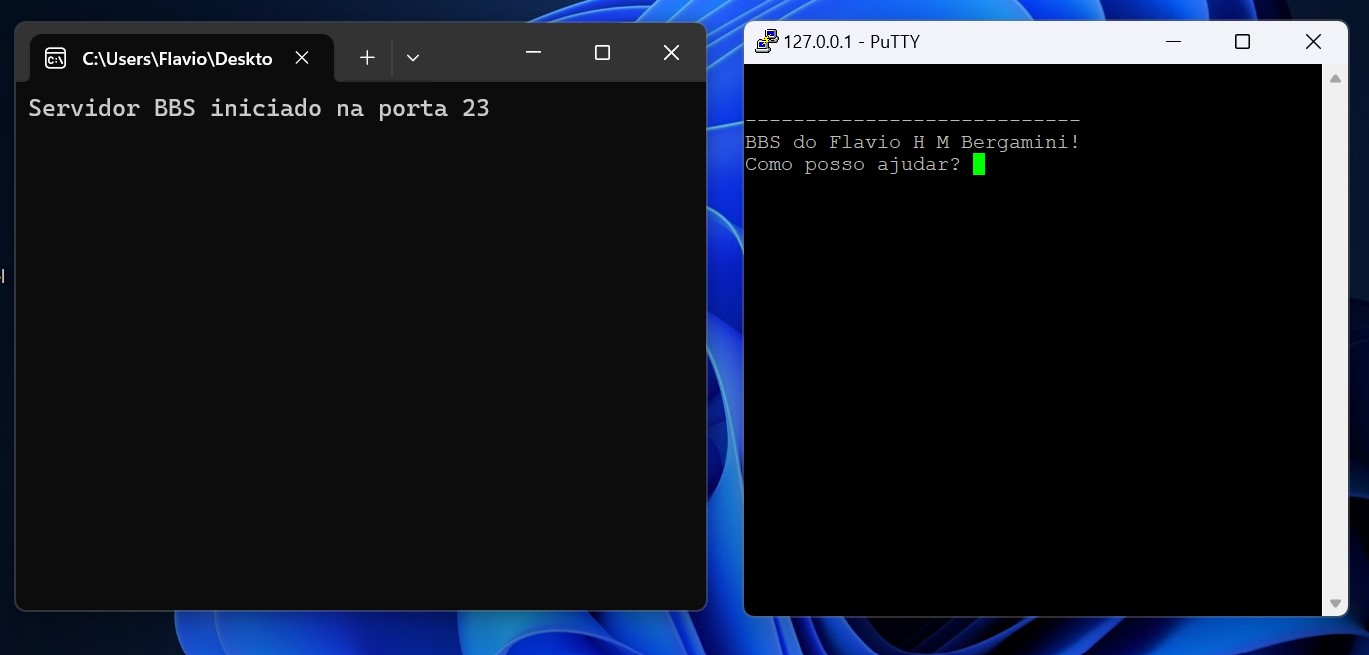 C:\Users\Flavio\Deskto
Servidor BBS iniciado na porta 23
127.0.0.1 - PuTTY
----------------------------
BBS do Flavio H M Bergamini!
Como posso ajudar?